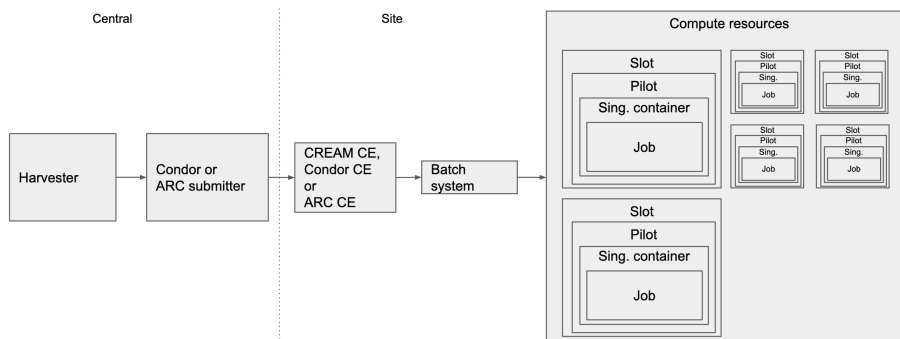 Central
Site
Compute resources
Harvester
Condor or
ARC submitter
CREAM CE,
Condor CE
or
ARC CE
Batch
system
Slot
Pilot
Sing. container
Job
Slot
Pilot
Sing.
Job
Slot
Pilot
Sing.
Job
Slot
Pilot
Sing.
Job
Slot
Pilot
Sing.
Job
Slot
Pilot
Sing. container
Job